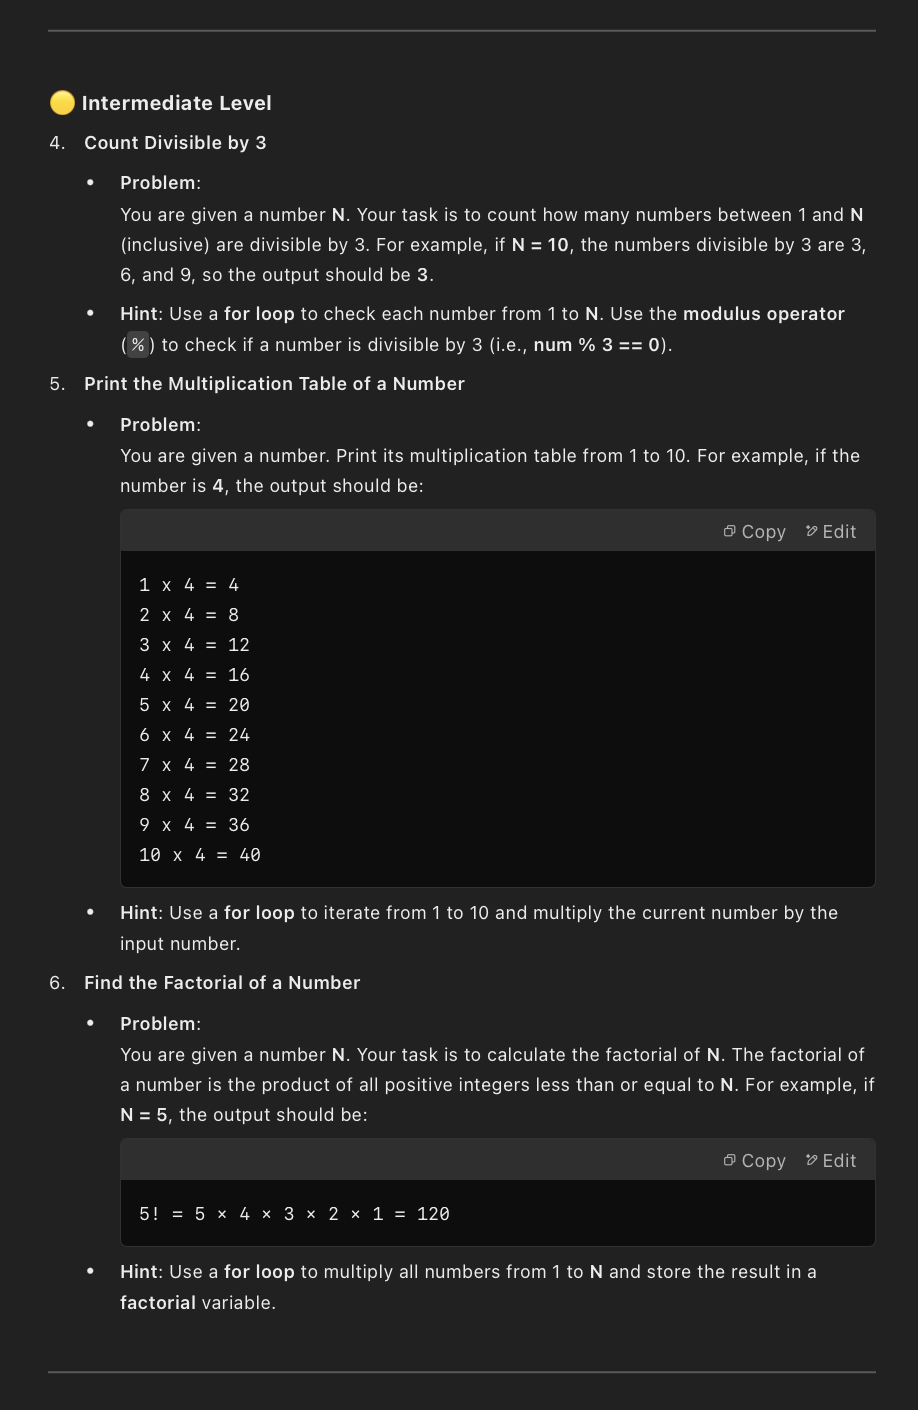 🟡 Intermediate Level
4. Count Divisible by 3
• Problem:
You are given a number N. Your task is to count how many numbers between 1 and N
(inclusive) are divisible by 3. For example, if N = 10, the numbers divisible by 3 are 3,
6, and 9, so the output should be 3.
• Hint: Use a for loop to check each number from 1 to N. Use the modulus operator
(%) to check if a number is divisible by 3 (i.e., num % 3 == 0).
5. Print the Multiplication Table of a Number
• Problem:
You are given a number. Print its multiplication table from 1 to 10. For example, if the
number is 4, the output should be:
Copy Edit
1 x 4 = 4
2 x 4 = 8
3 x 4 = 12
4 x 4 = 16
5 x 4 = 20
6 x 4 = 24
7 x 4 = 28
8 x 4 = 32
9 x 4 = 36
10 x 4 = 40
• Hint: Use a for loop to iterate from 1 to 10 and multiply the current number by the
input number.
6. Find the Factorial of a Number
• Problem:
You are given a number N. Your task is to calculate the factorial of N. The factorial of
a number is the product of all positive integers less than or equal to N. For example, if
N = 5, the output should be:
Copy Edit
5! = 5 × 4 × 3 × 2 × 1 = 120
• Hint: Use a for loop to multiply all numbers from 1 to N and store the result in a
factorial variable.